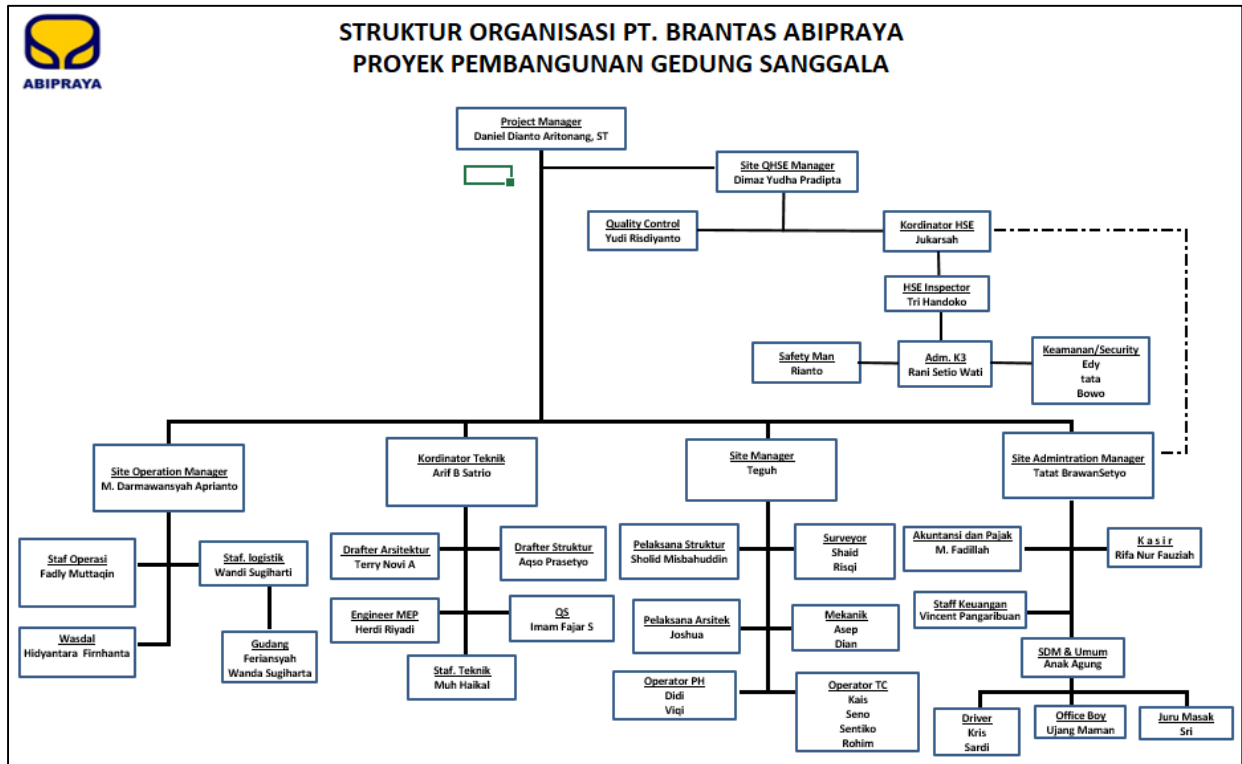 STRUKTUR ORGANISASI PT. BRANTAS ABIPRAYA
PROYEK PEMBANGUNAN GEDUNG SANGGALA
ABIPRAYA
Project Manager
Daniel Dianto Aritonang, ST
Site QHSE Manager
Dimaz Yudha Pradipta
Quality Control
Yudi Risdiyanto
Kordinator HSE
Jukarsah
HSE Inspector
Tri Handoko
Safety Man
Rianto
Adm. K3
Rani Setio Wati
Keamanan/Security
Edy
tata
Bowo
Site Operation Manager
M. Darmawansyah Aprianto
Kordinator Teknik
Arif B Satrio
Site Manager
Teguh
Site Admintration Manager
Tatat BrawanSetyo
Staf Operasi
Fadly Muttaqin
Staf. logistik
Wandi Sugiharti
Wasdal
Hidyantara Firnhanta
Gudang
Feriansyah
Wanda Sugiharta
Drafter Arsitektur
Terry Novi A
Drafter Struktur
Aqso Prasetyo
Engineer MEP
Herdi Riyadi
QS
Imam Fajar S
Staf. Teknik
Muh Haikal
Pelaksana Struktur
Sholid Misbahuddin
Surveyor
Shaid
Risqi
Pelaksana Arsitek
Joshua
Mekanik
Asep
Dian
Operator PH
Didi
Viqi
Operator TC
Kais
Seno
Sentiko
Rohim
Akuntansi dan Pajak
M. Fadillah
K a s i r
Rifa Nur Fauziah
Staff Keuangan
Vincent Pangaribuan
SDM & Umum
Anak Agung
Driver
Kris
Sardi
Office Boy
Ujang Maman
Juru Masak
Sri